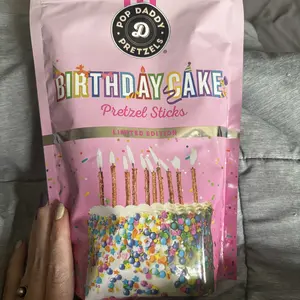 POP DADDY
D
PRETZELS
BIRTHDAY CAKE
Pretzel Sticks
LIMITED EDITION